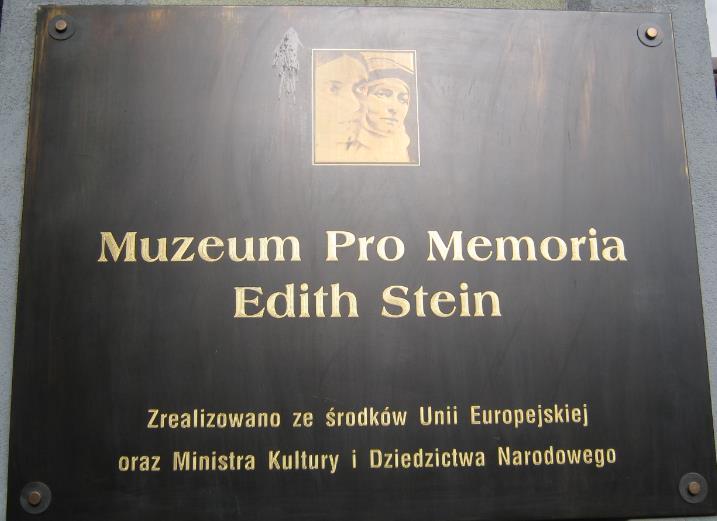 Muzeum Pro Memoria
Edith Stein
Zrealizowano ze środków Unii Europejskiej
oraz Ministra Kultury i Dziedzictwa Narodowego